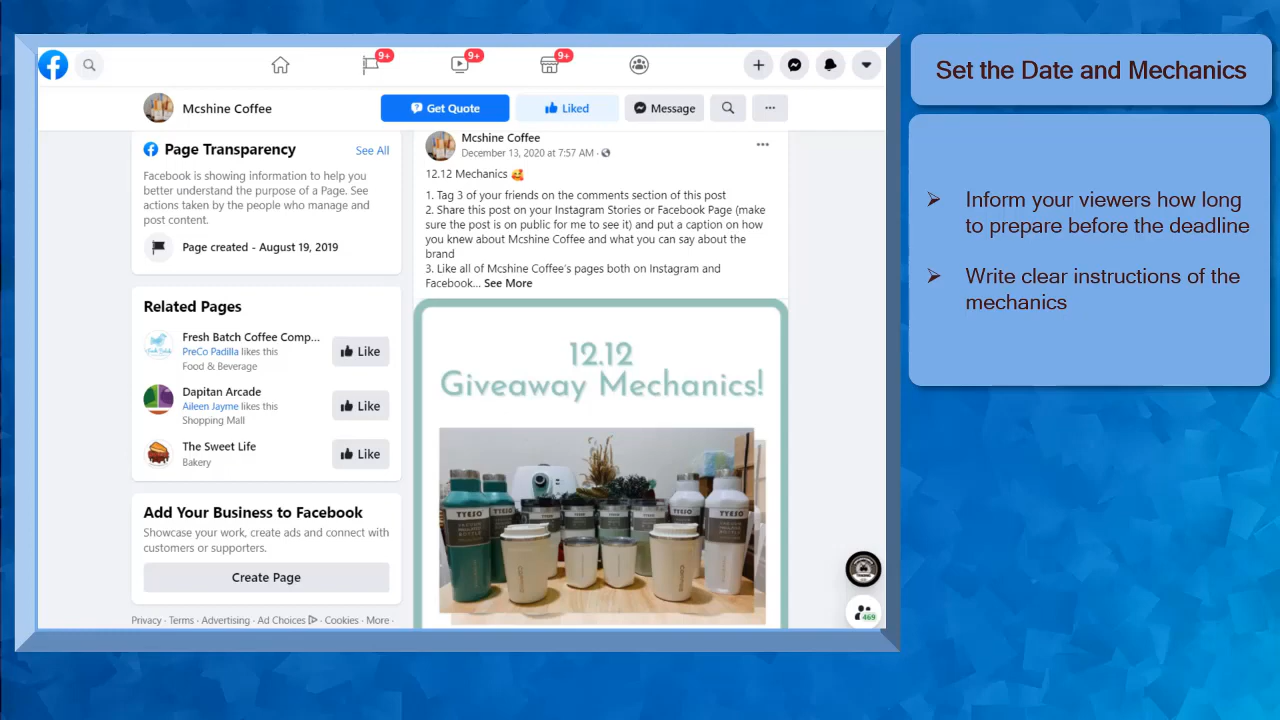 9+
9+
9+
Mcshine Coffee
Get Quote
Liked
Message
Page Transparency
See All
Facebook is showing information to help you
better understand the purpose of a Page. See
actions taken by the people who manage and
post content.
Page created - August 19, 2019
Related Pages
Fresh Batch Coffee Comp...
PreCo Padilla likes this
Food & Beverage
Like
Dapitan Arcade
Aileen Jayme likes this
Shopping Mall
Like
The Sweet Life
Bakery
Like
Add Your Business to Facebook
Showcase your work, create ads and connect with
customers or supporters.
Create Page
Privacy · Terms · Advertising · Ad Choices · Cookies · More ·
Mcshine Coffee
December 13, 2020 at 7:57 AM ·
12.12 Mechanics 🥰
1. Tag 3 of your friends on the comments section of this post
2. Share this post on your Instagram Stories or Facebook Page (make
sure the post is on public for me to see it) and put a caption on how
you knew about Mcshine Coffee and what you can say about the
brand
3. Like all of Mcshine Coffee's pages both on Instagram and
Facebook... See More
12.12
Giveaway Mechanics!
TYESO
TYESO
TYESO
469
Set the Date and Mechanics
➢ Inform your viewers how long
to prepare before the deadline
➢ Write clear instructions of the
mechanics